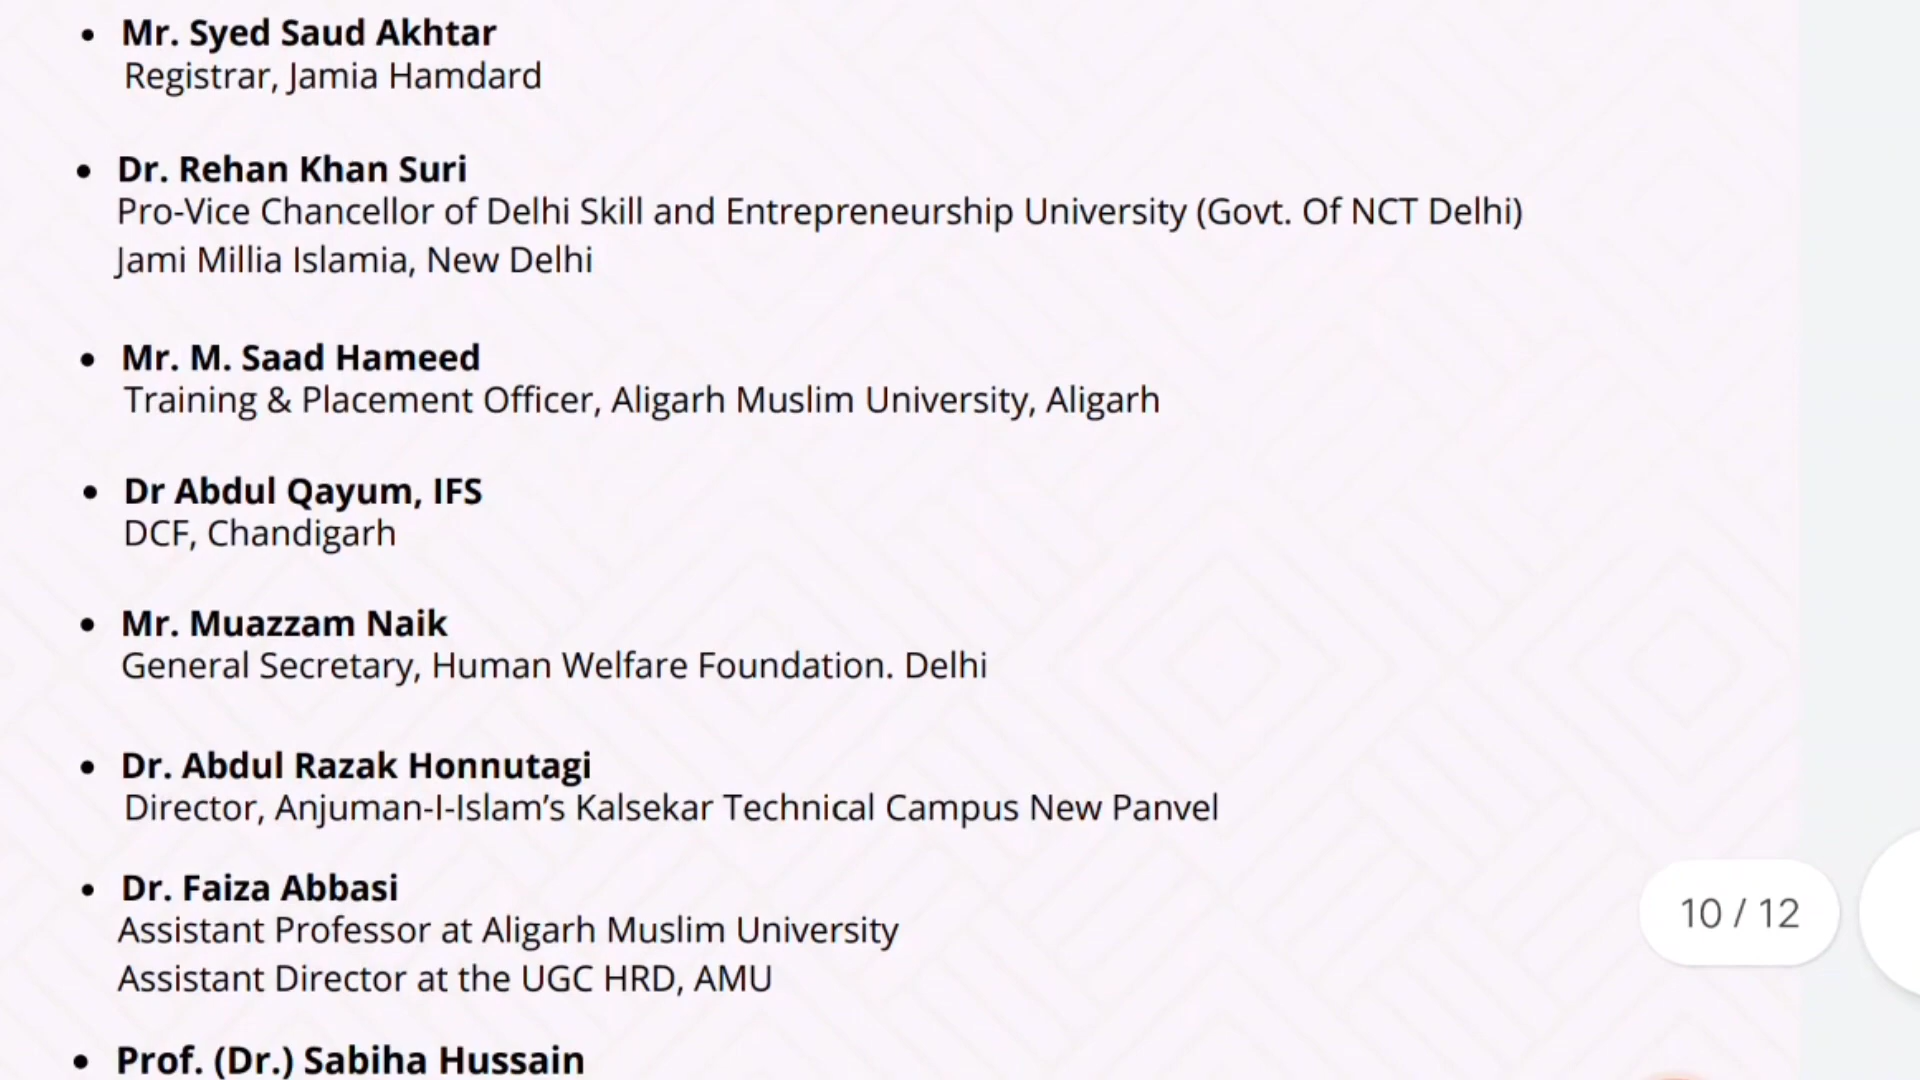 • Mr. Syed Saud Akhtar
Registrar, Jamia Hamdard
• Dr. Rehan Khan Suri
Pro-Vice Chancellor of Delhi Skill and Entrepreneurship University (Govt. Of NCT Delhi)
Jami Millia Islamia, New Delhi
• Mr. M. Saad Hameed
Training & Placement Officer, Aligarh Muslim University, Aligarh
• Dr Abdul Qayum, IFS
DCF, Chandigarh
• Mr. Muazzam Naik
General Secretary, Human Welfare Foundation. Delhi
• Dr. Abdul Razak Honnutagi
Director, Anjuman-I-Islam’s Kalsekar Technical Campus New Panvel
• Dr. Faiza Abbasi
Assistant Professor at Aligarh Muslim University
Assistant Director at the UGC HRD, AMU
10 / 12
• Prof. (Dr.) Sabiha Hussain